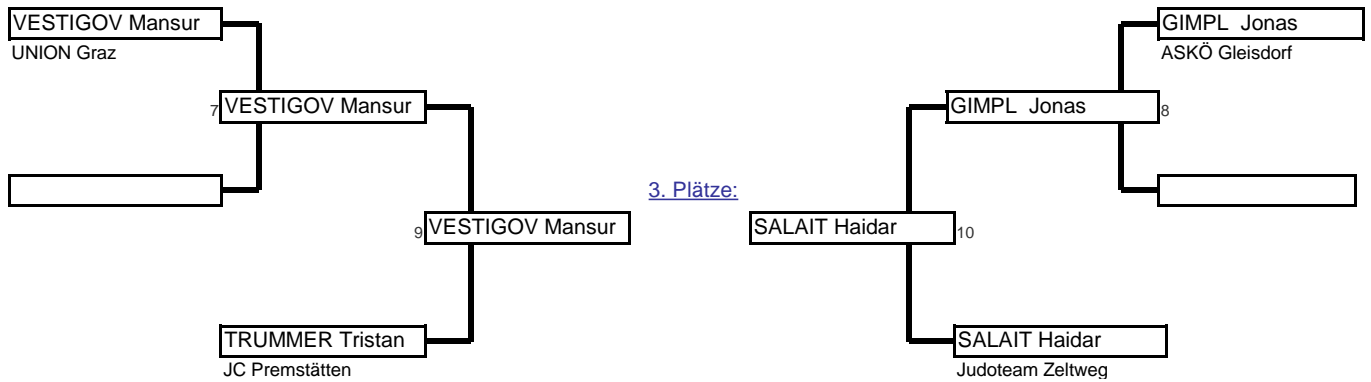 VESTIGOV Mansur
UNION Graz
GIMPL  Jonas
ASKÖ Gleisdorf
7 VESTIGOV Mansur
GIMPL  Jonas 8
3. Plätze:
9 VESTIGOV Mansur
SALAIT Haidar 10
TRUMMER Tristan
JC Premstätten
SALAIT Haidar
Judoteam Zeltweg